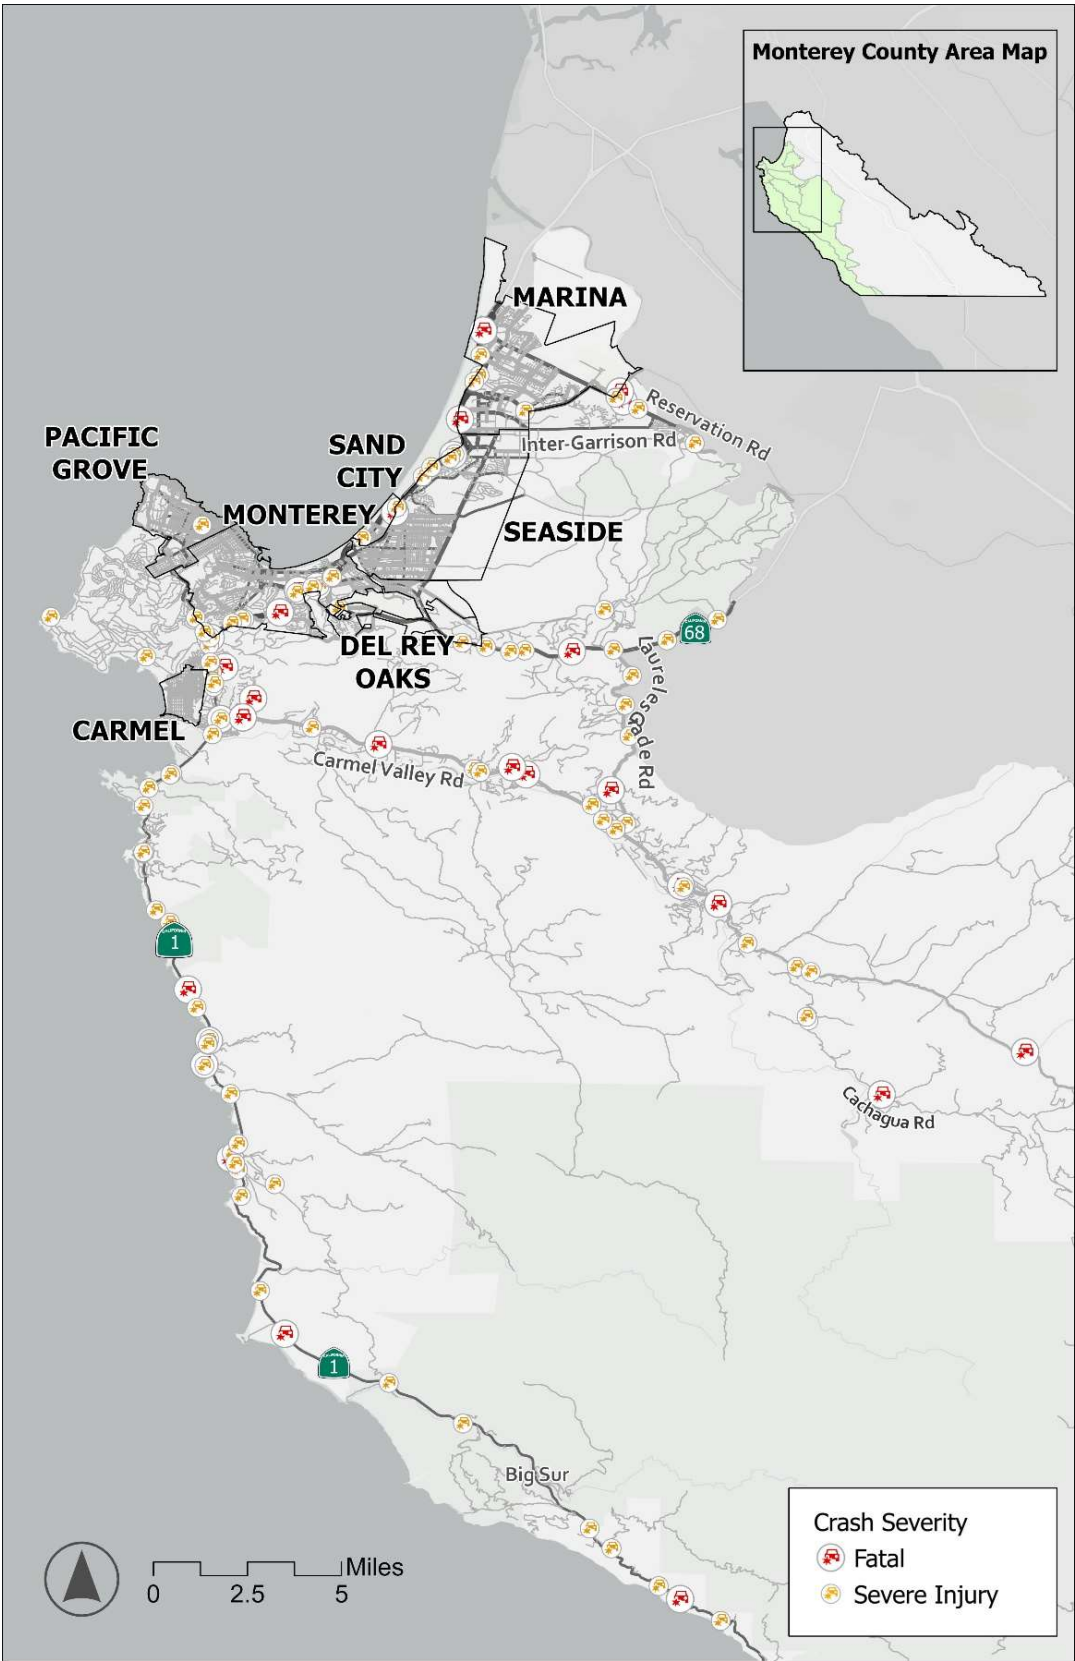 Monterey County Area Map
MARINA
Reservation Rd
Inter-Garrison Rd
PACIFIC
GROVE
SAND
CITY
MONTEREY
SEASIDE
68
DEL REY
OAKS
Laureles Grade Rd
CARMEL
Carmel Valley Rd
1
Cachagua Rd
1
Big Sur
Crash Severity
Fatal
Severe Injury
Miles
0 2.5 5